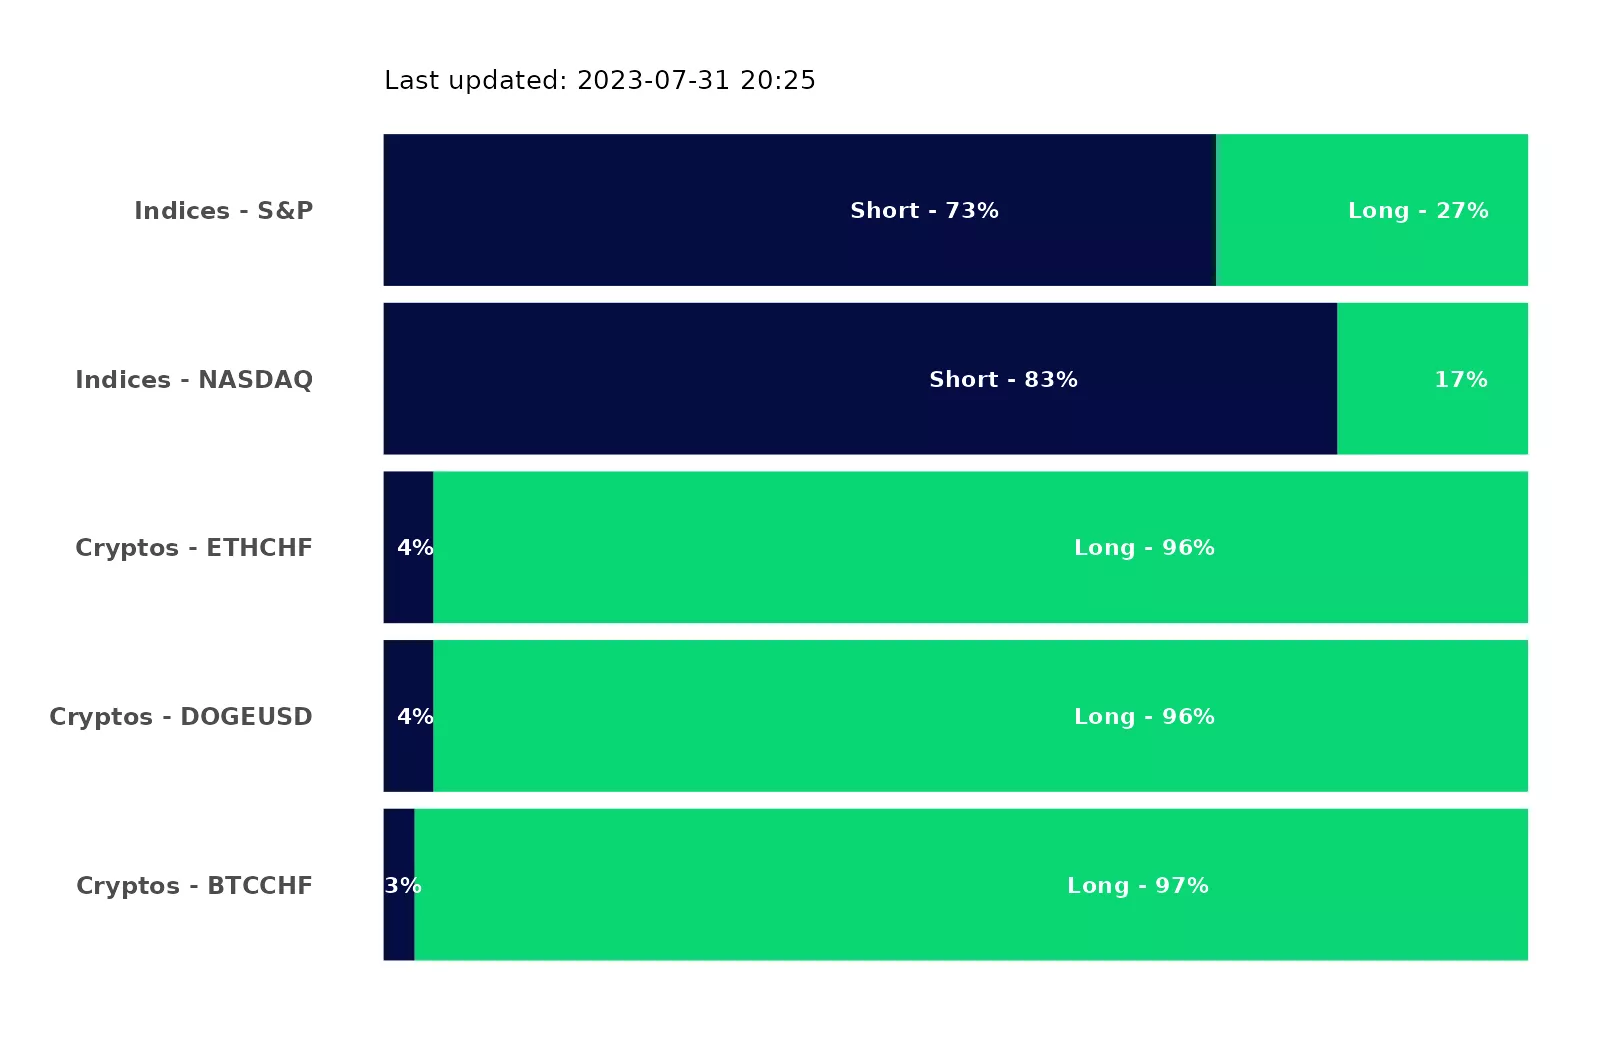 Last updated: 2023-07-31 20:25
Indices - S&P Short - 73% Long - 27%
Indices - NASDAQ Short - 83% 17%
Cryptos - ETHCHF 4% Long - 96%
Cryptos - DOGEUSD 4% Long - 96%
Cryptos - BTCCHF 3% Long - 97%